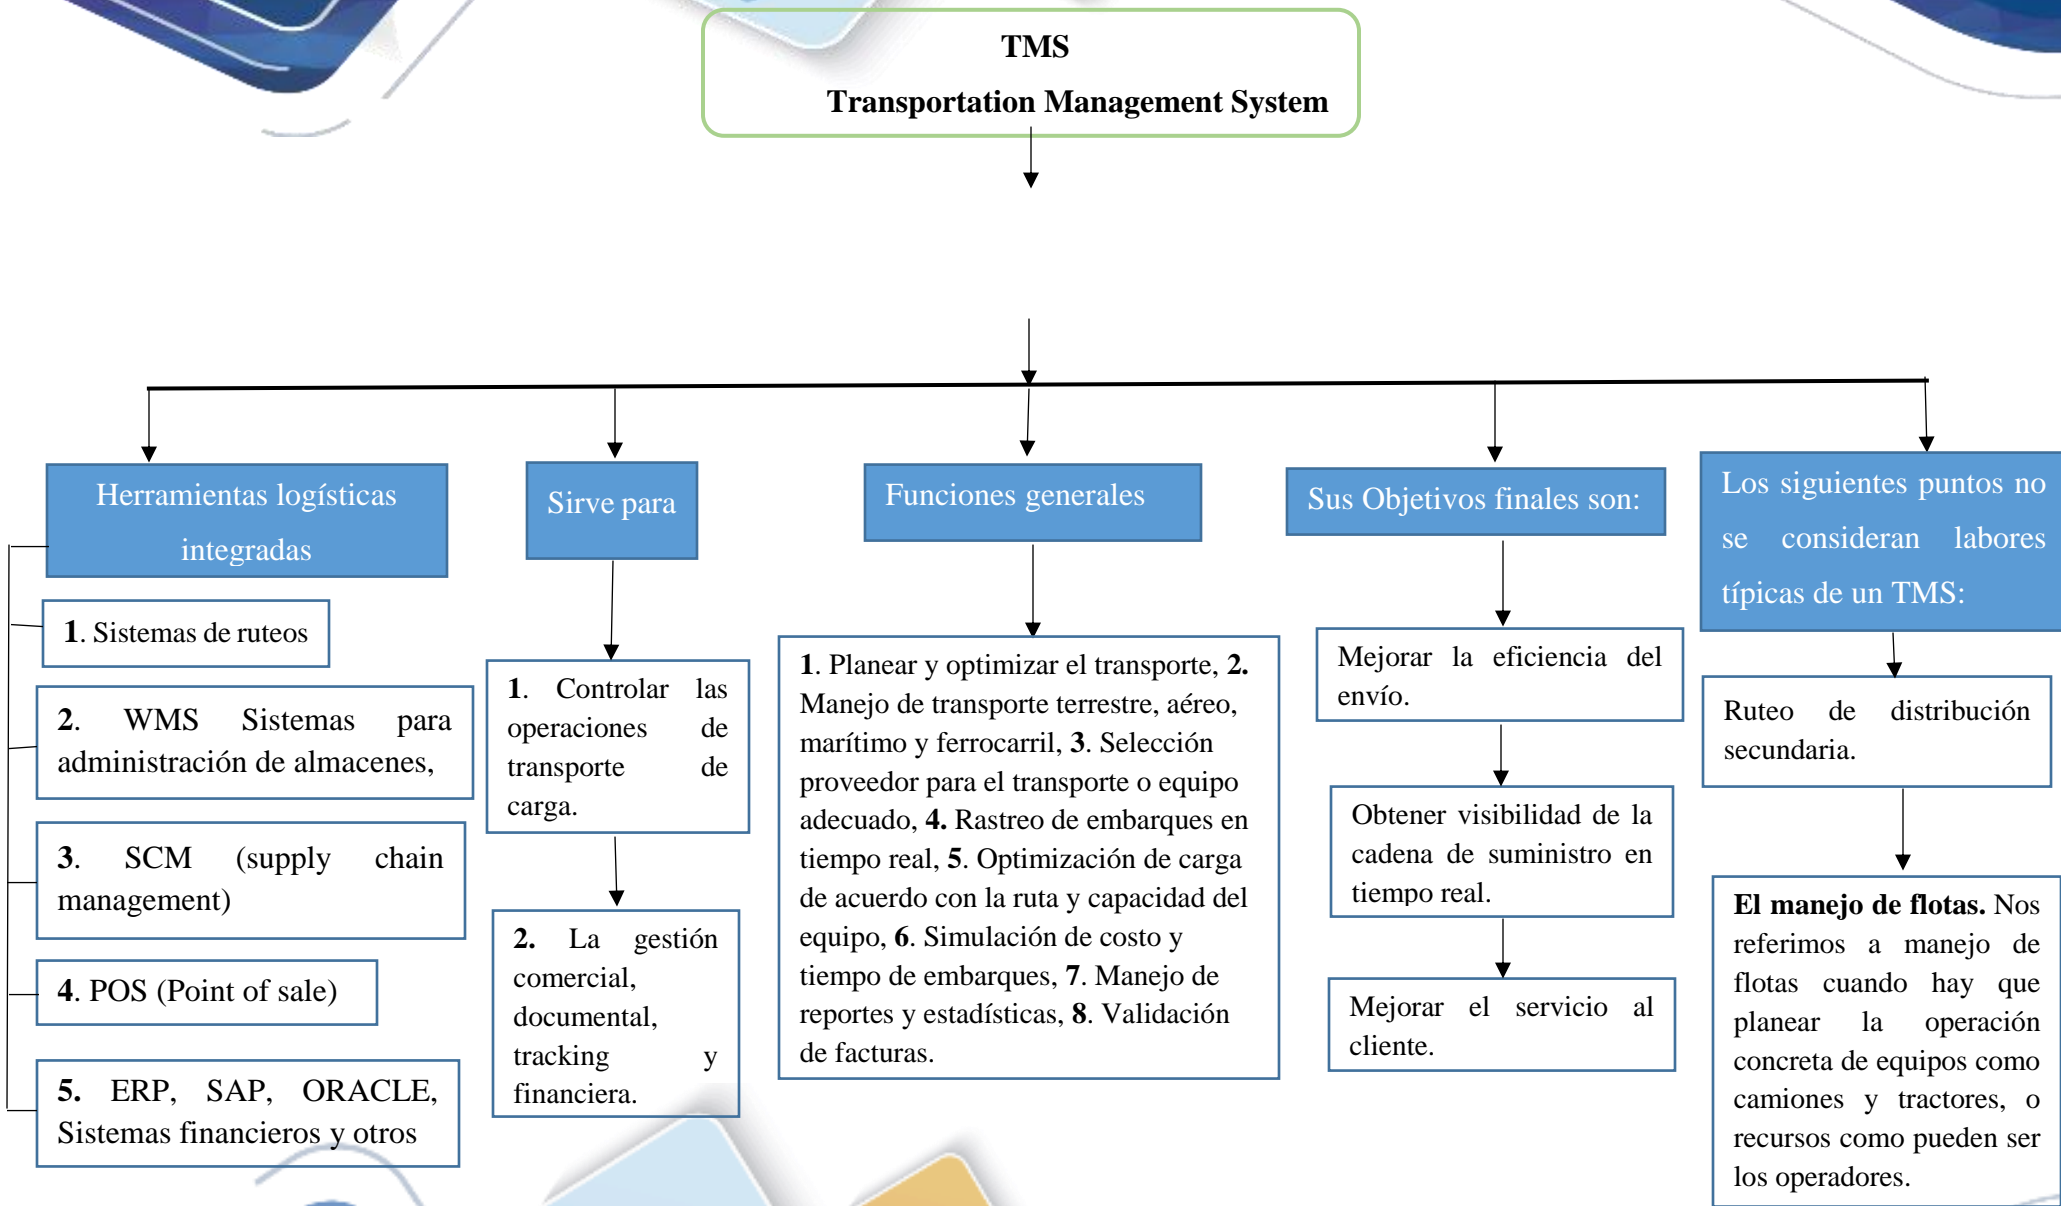 TMS
Transportation Management System
Herramientas logísticas
integradas
1. Sistemas de ruteos
2. WMS Sistemas para
administración de almacenes,
3. SCM (supply chain
management)
4. POS (Point of sale)
5. ERP, SAP, ORACLE,
Sistemas financieros y otros
Sirve para
1. Controlar las
operaciones de
transporte de
carga.
2. La gestión
comercial,
documental,
tracking y
financiera.
Funciones generales
1. Planear y optimizar el transporte, 2.
Manejo de transporte terrestre, aéreo,
marítimo y ferrocarril, 3. Selección
proveedor para el transporte o equipo
adecuado, 4. Rastreo de embarques en
tiempo real, 5. Optimización de carga
de acuerdo con la ruta y capacidad del
equipo, 6. Simulación de costo y
tiempo de embarques, 7. Manejo de
reportes y estadísticas, 8. Validación
de facturas.
Sus Objetivos finales son:
Mejorar la eficiencia del
envío.
Obtener visibilidad de la
cadena de suministro en
tiempo real.
Mejorar el servicio al
cliente.
Los siguientes puntos no
se consideran labores
típicas de un TMS:
Ruteo de distribución
secundaria.
El manejo de flotas. Nos
referimos a manejo de
flotas cuando hay que
planear la operación
concreta de equipos como
camiones y tractores, o
recursos como pueden ser
los operadores.